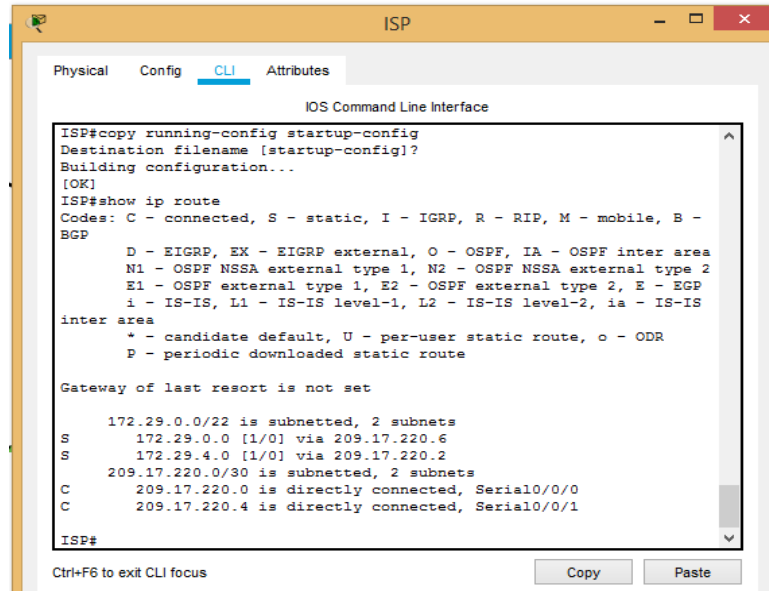 ISP
Physical Config CLI Attributes
IOS Command Line Interface
ISP#copy running-config startup-config
Destination filename [startup-config]?
Building configuration...
[OK]
ISP#show ip route
Codes: C - connected, S - static, I - IGRP, R - RIP, M - mobile, B -
BGP
D - EIGRP, EX - EIGRP external, O - OSPF, IA - OSPF inter area
N1 - OSPF NSSA external type 1, N2 - OSPF NSSA external type 2
E1 - OSPF external type 1, E2 - OSPF external type 2, E - EGP
i - IS-IS, L1 - IS-IS level-1, L2 - IS-IS level-2, ia - IS-IS
inter area
* - candidate default, U - per-user static route, o - ODR
P - periodic downloaded static route
Gateway of last resort is not set
172.29.0.0/22 is subnetted, 2 subnets
S 172.29.0.0 [1/0] via 209.17.220.6
S 172.29.4.0 [1/0] via 209.17.220.2
209.17.220.0/30 is subnetted, 2 subnets
C 209.17.220.0 is directly connected, Serial0/0/0
C 209.17.220.4 is directly connected, Serial0/0/1
ISP#
Ctrl+F6 to exit CLI focus Copy Paste